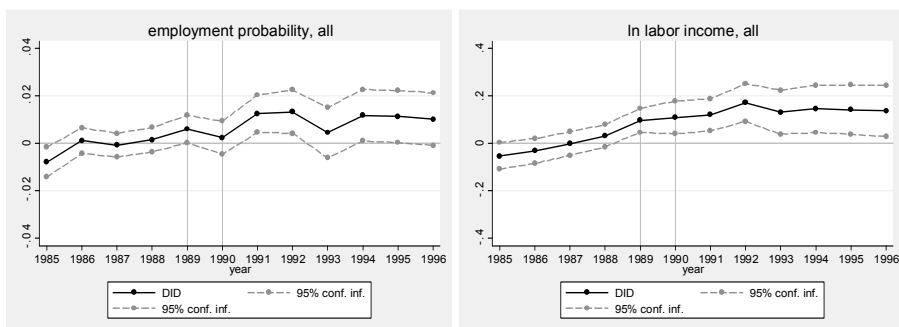 employment probability, all
.04
.02
0
-.02
-.04
1985 1986 1987 1988 1989 1990 1991 1992 1993 1994 1995 1996
year
DID
95% conf. inf.
95% conf. inf.
ln labor income, all
.4
.2
0
-.2
-.4
1985 1986 1987 1988 1989 1990 1991 1992 1993 1994 1995 1996
year
DID
95% conf. inf.
95% conf. inf.